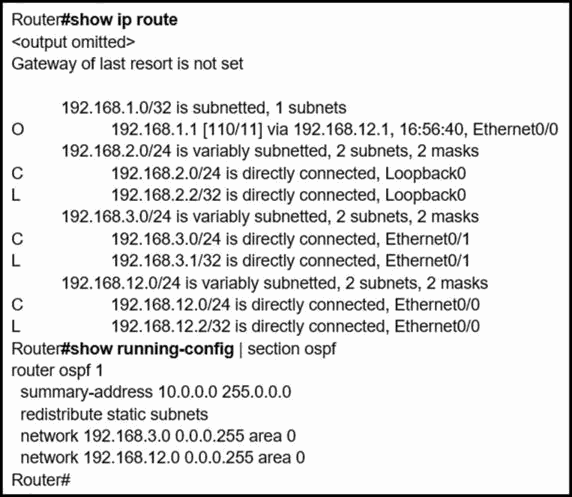 Router#show ip route
<output omitted>
Gateway of last resort is not set
192.168.1.0/32 is subnetted, 1 subnets
O 192.168.1.1 [110/11] via 192.168.12.1, 16:56:40, Ethernet0/0
192.168.2.0/24 is variably subnetted, 2 subnets, 2 masks
C 192.168.2.0/24 is directly connected, Loopback0
L 192.168.2.2/32 is directly connected, Loopback0
192.168.3.0/24 is variably subnetted, 2 subnets, 2 masks
C 192.168.3.0/24 is directly connected, Ethernet0/1
L 192.168.3.1/32 is directly connected, Ethernet0/1
192.168.12.0/24 is variably subnetted, 2 subnets, 2 masks
C 192.168.12.0/24 is directly connected, Ethernet0/0
L 192.168.12.2/32 is directly connected, Ethernet0/0
Router#show running-config | section ospf
router ospf 1
summary-address 10.0.0.0 255.0.0.0
redistribute static subnets
network 192.168.3.0 0.0.0.255 area 0
network 192.168.12.0 0.0.0.255 area 0
Router#